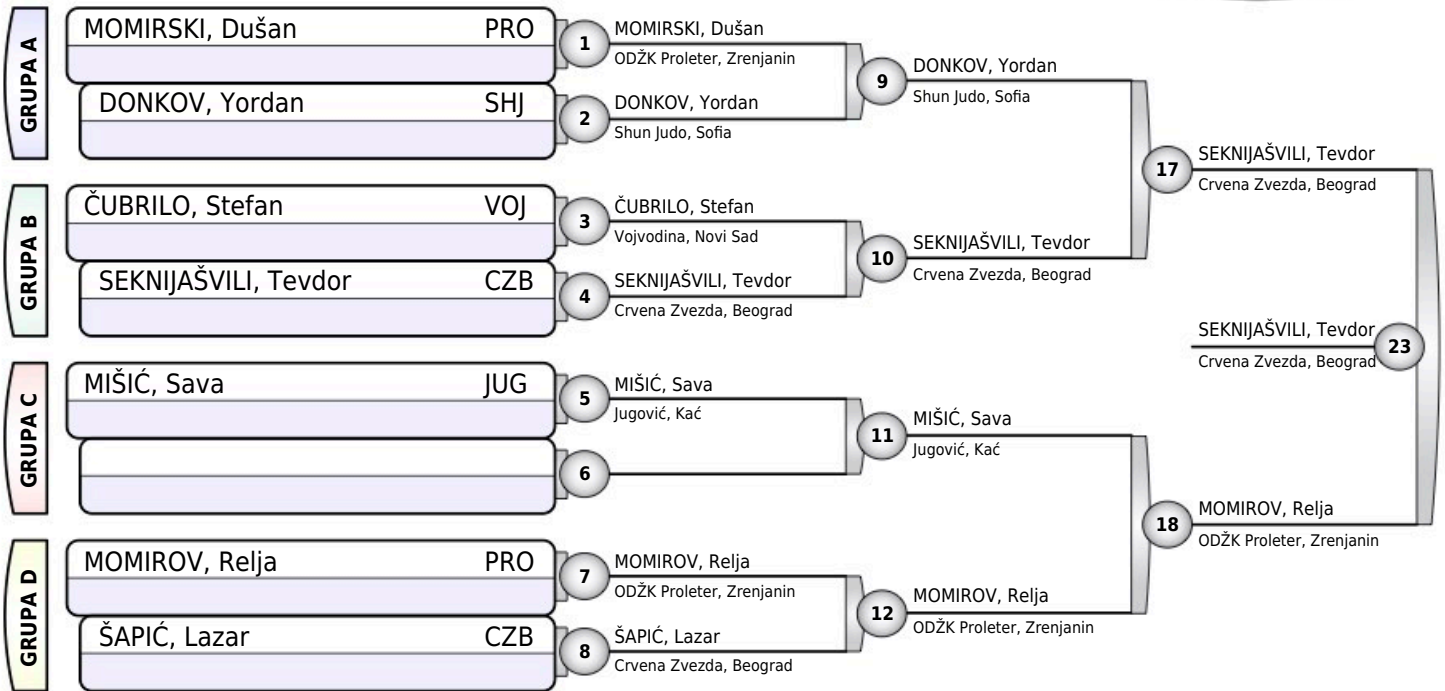 GRUPA A
MOMIRSKI, Dušan PRO
DONKOV, Yordan SHJ
1
MOMIRSKI, Dušan
ODŽK Proleter, Zrenjanin
2
DONKOV, Yordan
Shun Judo, Sofia
9
DONKOV, Yordan
Shun Judo, Sofia
GRUPA B
ČUBRILO, Stefan VOJ
SEKNIJAŠVILI, Tevdor CZB
3
ČUBRILO, Stefan
Vojvodina, Novi Sad
4
SEKNIJAŠVILI, Tevdor
Crvena Zvezda, Beograd
10
SEKNIJAŠVILI, Tevdor
Crvena Zvezda, Beograd
17
SEKNIJAŠVILI, Tevdor
Crvena Zvezda, Beograd
SEKNIJAŠVILI, Tevdor
Crvena Zvezda, Beograd
23
GRUPA C
MIŠIĆ, Sava JUG
5
MIŠIĆ, Sava
Jugović, Kać
6
11
MIŠIĆ, Sava
Jugović, Kać
GRUPA D
MOMIROV, Relja PRO
ŠAPIĆ, Lazar CZB
7
MOMIROV, Relja
ODŽK Proleter, Zrenjanin
8
ŠAPIĆ, Lazar
Crvena Zvezda, Beograd
12
MOMIROV, Relja
ODŽK Proleter, Zrenjanin
18
MOMIROV, Relja
ODŽK Proleter, Zrenjanin